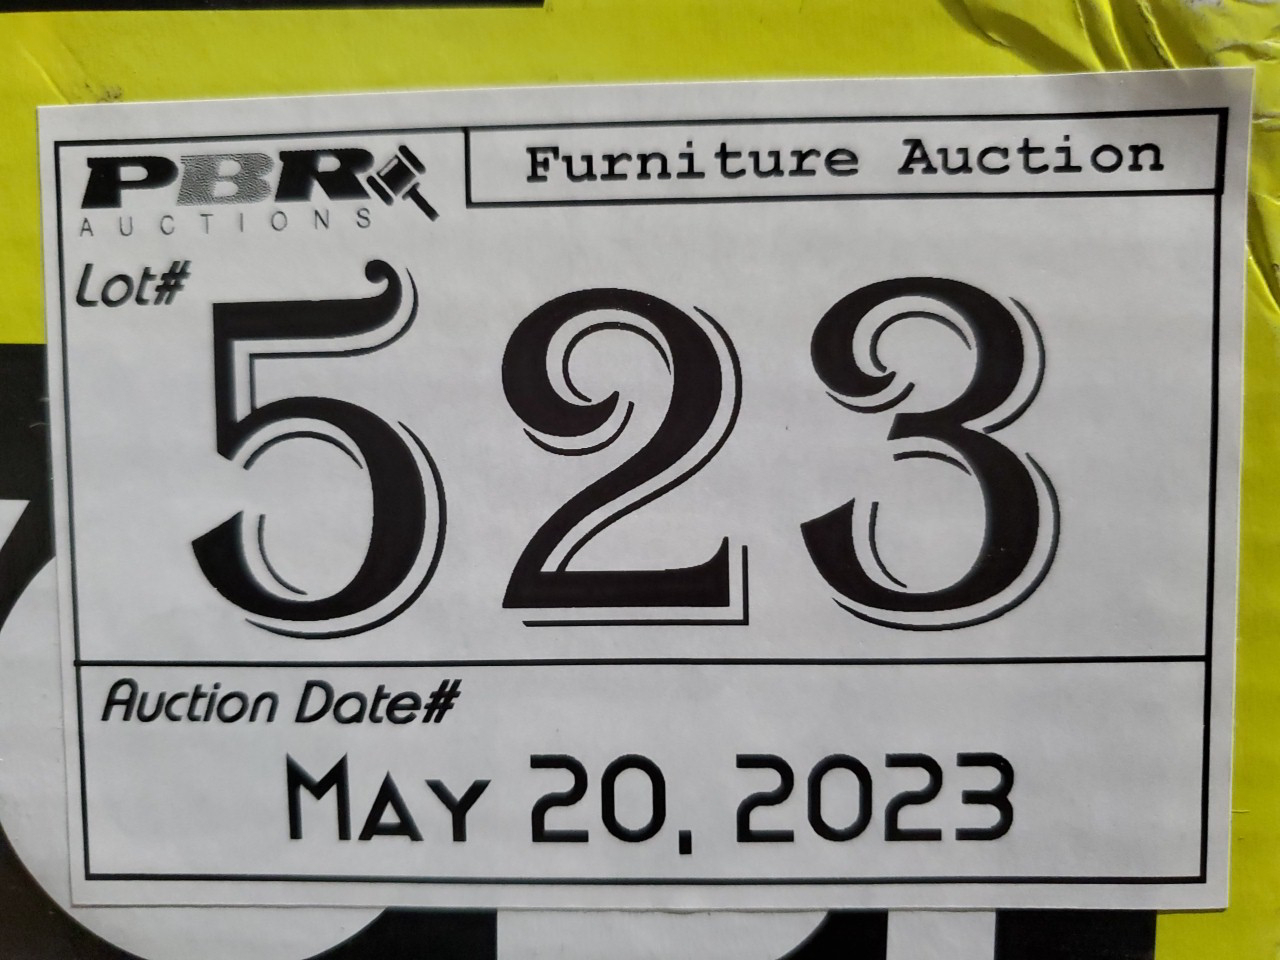 PBR
AUCTIONS
Furniture Auction
Lot#
523
Auction Date#
May 20, 2023